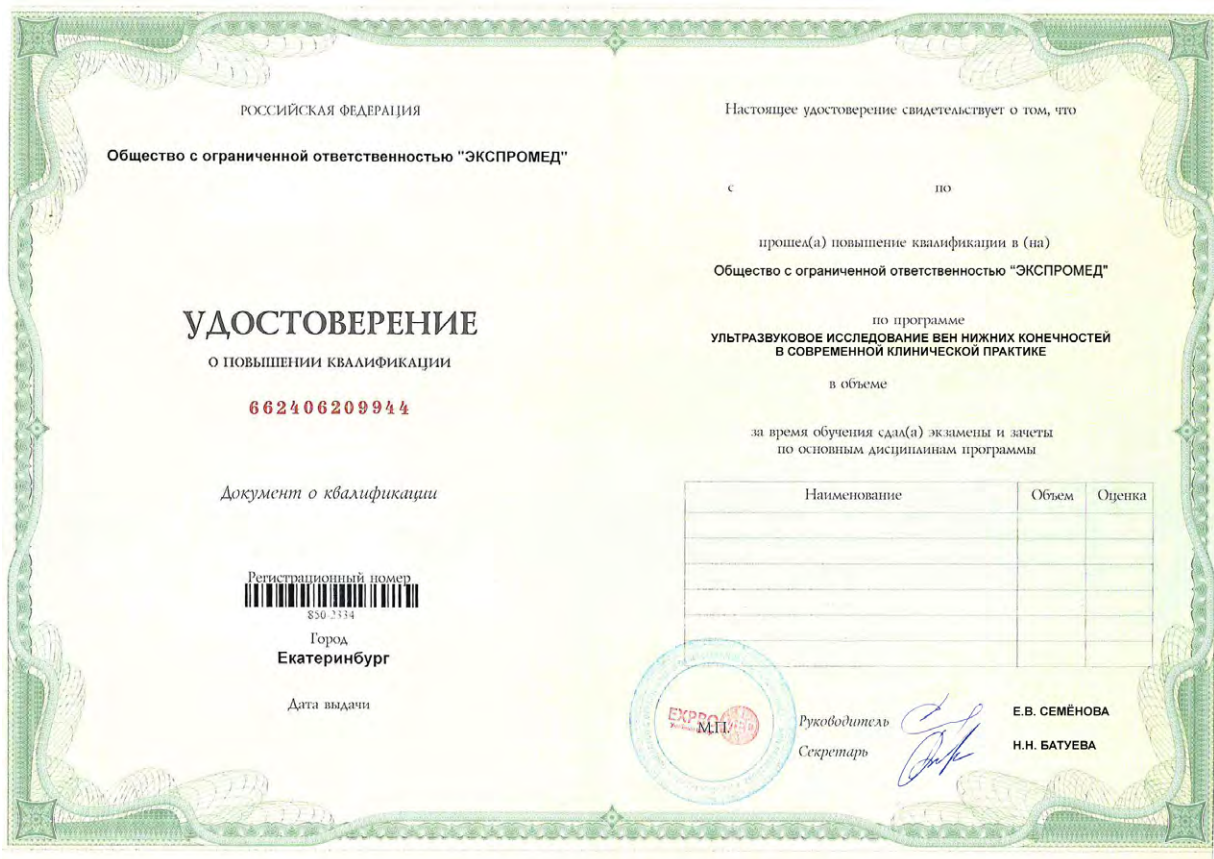 РОССИЙСКАЯ ФЕДЕРАЦИЯ
Общество с ограниченной ответственностью "ЭКСПРОМЕД"
УДОСТОВЕРЕНИЕ
О ПОВЫШЕНИИ КВАЛИФИКАЦИИ
662406209944
Документ о квалификации
Регистрационный номер
850-2334
Город
Екатеринбург
Дата выдачи
Настоящее удостоверение свидетельствует о том, что
с по
прошел(а) повышение квалификации в (на)
Общество с ограниченной ответственностью "ЭКСПРОМЕД"
по программе
УЛЬТРАЗВУКОВОЕ ИССЛЕДОВАНИЕ ВЕН НИЖНИХ КОНЕЧНОСТЕЙ
В СОВРЕМЕННОЙ КЛИНИЧЕСКОЙ ПРАКТИКЕ
в объеме
за время обучения сдал(а) экзамены и зачеты
по основным дисциплинам программы
Наименование Объем Оценка
М.П.
Руководитель Е.В. СЕМЁНОВА
Секретарь Н.Н. БАТУЕВА